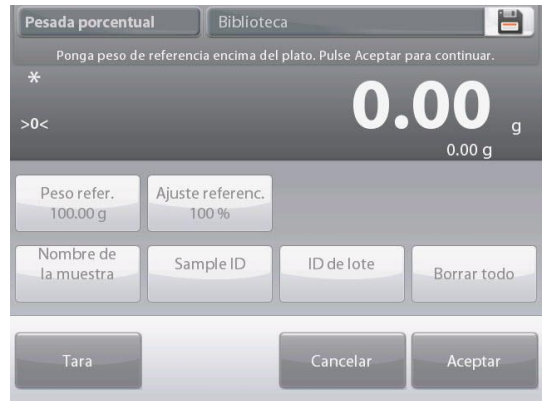 Pesada porcentual
Biblioteca
Ponga peso de referencia encima del plato. Pulse Aceptar para continuar.
*
>0<
0.00 g
0.00 g
Peso refer.
100.00 g
Ajuste referenc.
100 %
Nombre de
la muestra
Sample ID
ID de lote
Borrar todo
Tara
Cancelar
Aceptar